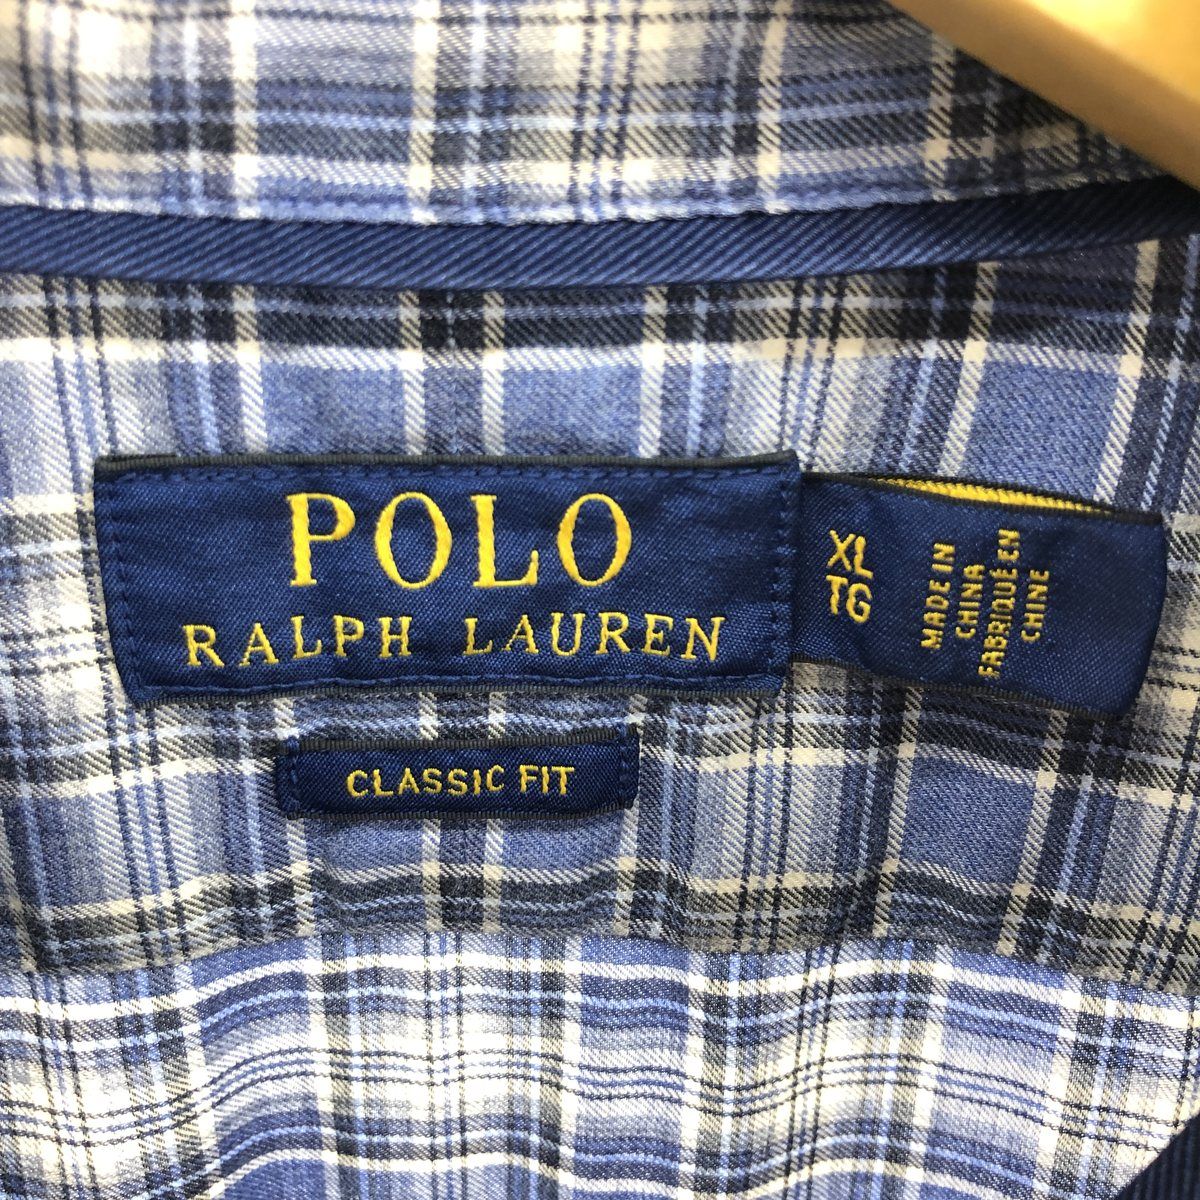 POLO
RALPH LAUREN
XL
TG
MADE IN
CHINA
FABRIQUÉ EN
CHINE
CLASSIC FIT